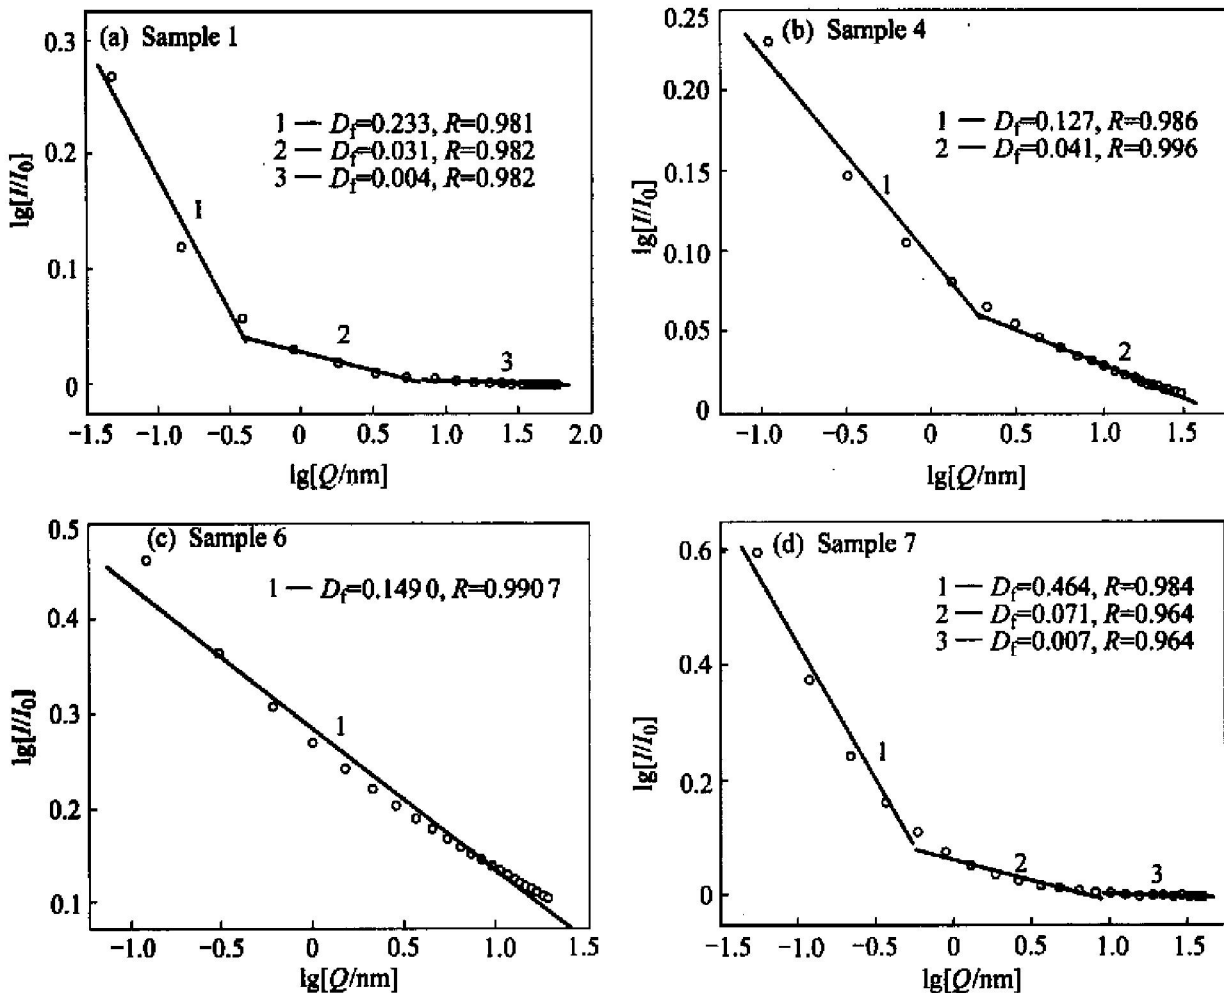 (a) Sample 1
0.3
0.2
0.1
0
lg[I/I0]
1 — Df=0.233, R=0.981
2 — Df=0.031, R=0.982
3 — Df=0.004, R=0.982
1
2
3
−1.5 −1.0 −0.5 0 0.5 1.0 1.5 2.0
lg[Q/nm]
(b) Sample 4
0.25
0.20
0.15
0.10
0.05
0
lg[I/I0]
1 — Df=0.127, R=0.986
2 — Df=0.041, R=0.996
1
2
−1.0 −0.5 0 0.5 1.0 1.5
lg[Q/nm]
(c) Sample 6
0.5
0.4
0.3
0.2
0.1
lg[I/I0]
1 — Df=0.149 0, R=0.990 7
1
−1.0 −0.5 0 0.5 1.0 1.5
lg[Q/nm]
(d) Sample 7
0.6
0.4
0.2
0
lg[I/I0]
1 — Df=0.464, R=0.984
2 — Df=0.071, R=0.964
3 — Df=0.007, R=0.964
1
2
3
−1.5 −1.0 −0.5 0 0.5 1.0 1.5
lg[Q/nm]